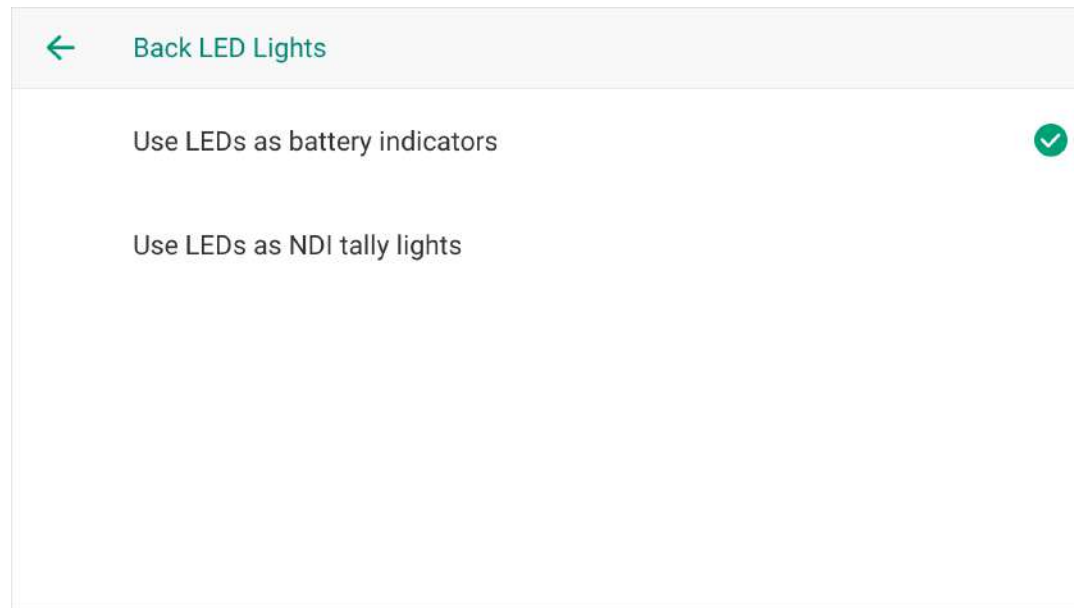 Back LED Lights
Use LEDs as battery indicators
Use LEDs as NDI tally lights